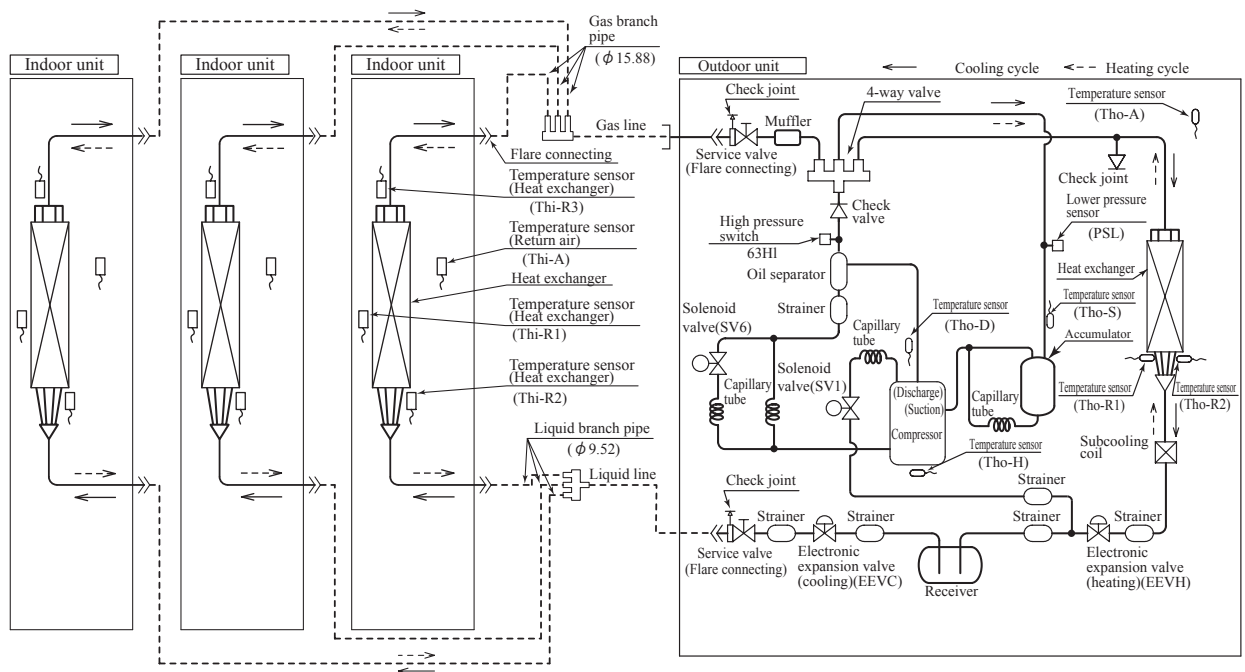 Indoor unit
Indoor unit
Indoor unit
Gas branch
pipe
(ϕ15.88)
Gas line
Flare connecting
Temperature sensor
(Heat exchanger)
(Thi-R3)
Temperature sensor
(Return air)
(Thi-A)
Heat exchanger
Temperature sensor
(Heat exchanger)
(Thi-R1)
Temperature sensor
(Heat exchanger)
(Thi-R2)
Liquid branch pipe
(ϕ9.52)
Liquid line
Outdoor unit
Cooling cycle
Heating cycle
Check joint
4-way valve
Muffler
Service valve
(Flare connecting)
Temperature sensor
(Tho-A)
Check joint
Check
valve
High pressure
switch
63Hl
Lower pressure
sensor
(PSL)
Oil separator
Heat exchanger
Strainer
Solenoid
valve(SV6)
Capillary
tube
Temperature sensor
(Tho-D)
Temperature sensor
(Tho-S)
Accumulator
Capillary
tube
Solenoid
valve(SV1)
(Discharge)
(Suction)
Compressor
Capillary
tube
Temperature sensor
(Tho-R1)
Temperature sensor
(Tho-R2)
Temperature sensor
(Tho-H)
Subcooling
coil
Check joint
Strainer
Strainer
Strainer
Strainer
Strainer
Service valve
(Flare connecting)
Electronic
expansion valve
(cooling)(EEVC)
Receiver
Electronic
expansion valve
(heating)(EEVH)